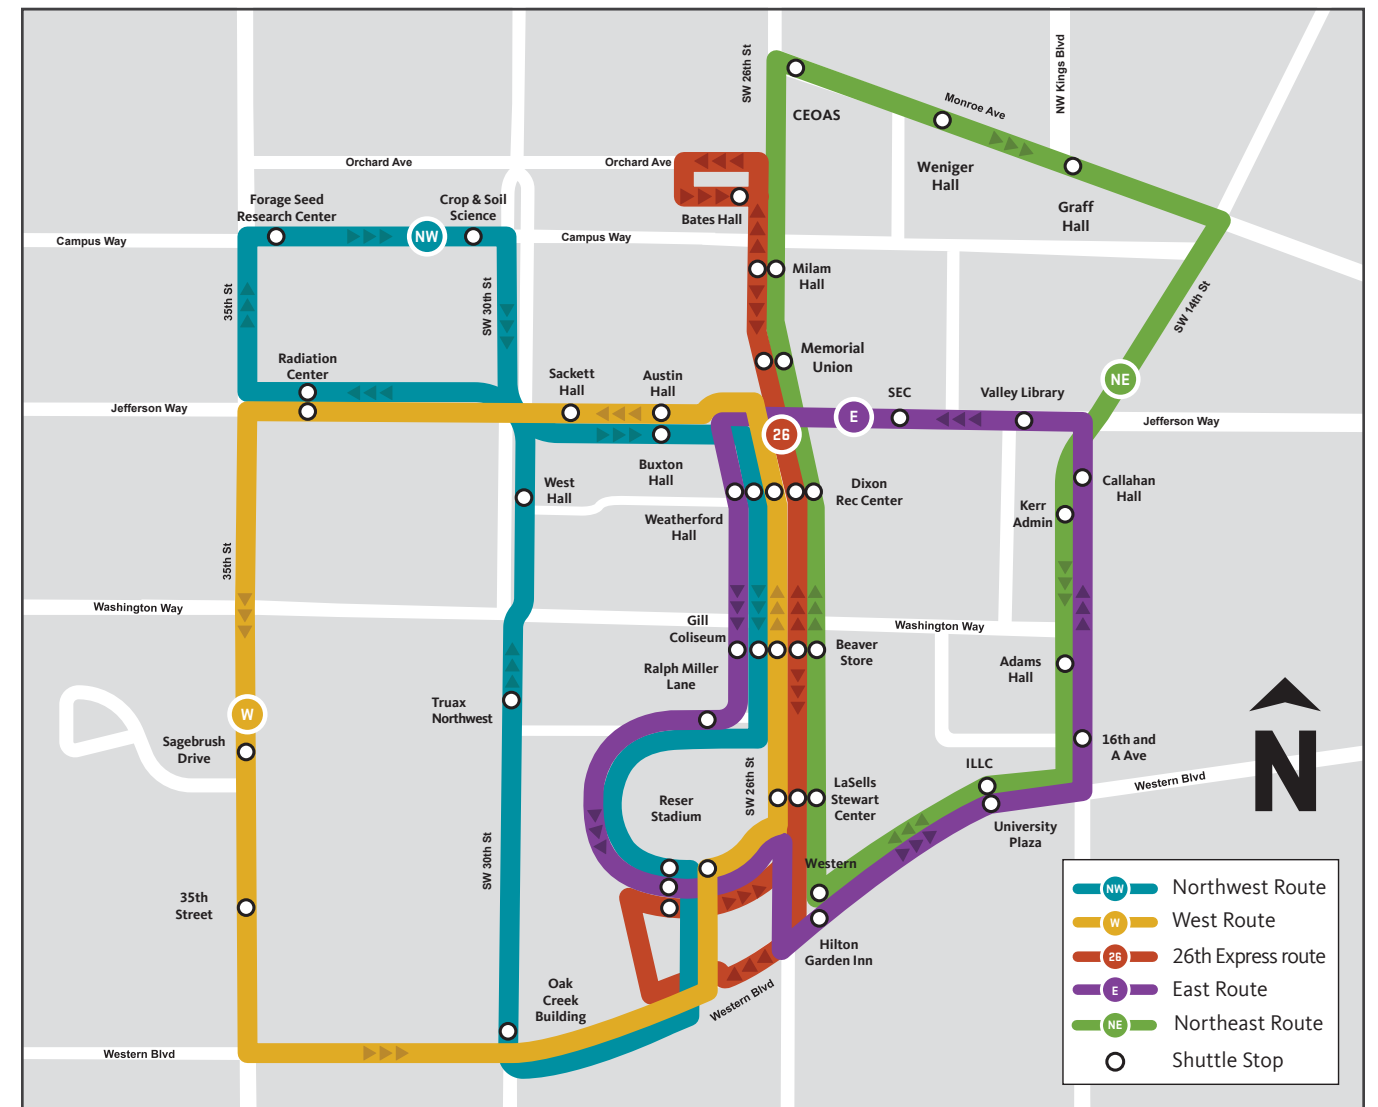 SW 26th St
NW Kings Blvd
CEOAS
Monroe Ave
Weniger
Hall
Graff
Hall
Orchard Ave
Orchard Ave
Bates Hall
Forage Seed
Research Center
Crop & Soil
Science
NW
Campus Way
Campus Way
Milam
Hall
35th St
SW 30th St
SW 14th St
Radiation
Center
Sackett
Hall
Austin
Hall
Memorial
Union
NE
SEC
Valley Library
Jefferson Way
E
Jefferson Way
26
Buxton
Hall
West
Hall
Dixon
Rec Center
Callahan
Hall
Weatherford
Hall
Kerr
Admin
35th St
Washington Way
Gill
Coliseum
Washington Way
Beaver
Store
Ralph Miller
Lane
Adams
Hall
Truax
Northwest
W
Sagebrush
Drive
16th and
A Ave
N
ILLC
Western Blvd
SW 26th St
Reser
Stadium
LaSells
Stewart
Center
University
Plaza
SW 30th St
Western
35th
Street
Hilton
Garden Inn
Oak
Creek
Building
Western Blvd
Western Blvd
NW Northwest Route
W West Route
26 26th Express route
E East Route
NE Northeast Route
Shuttle Stop